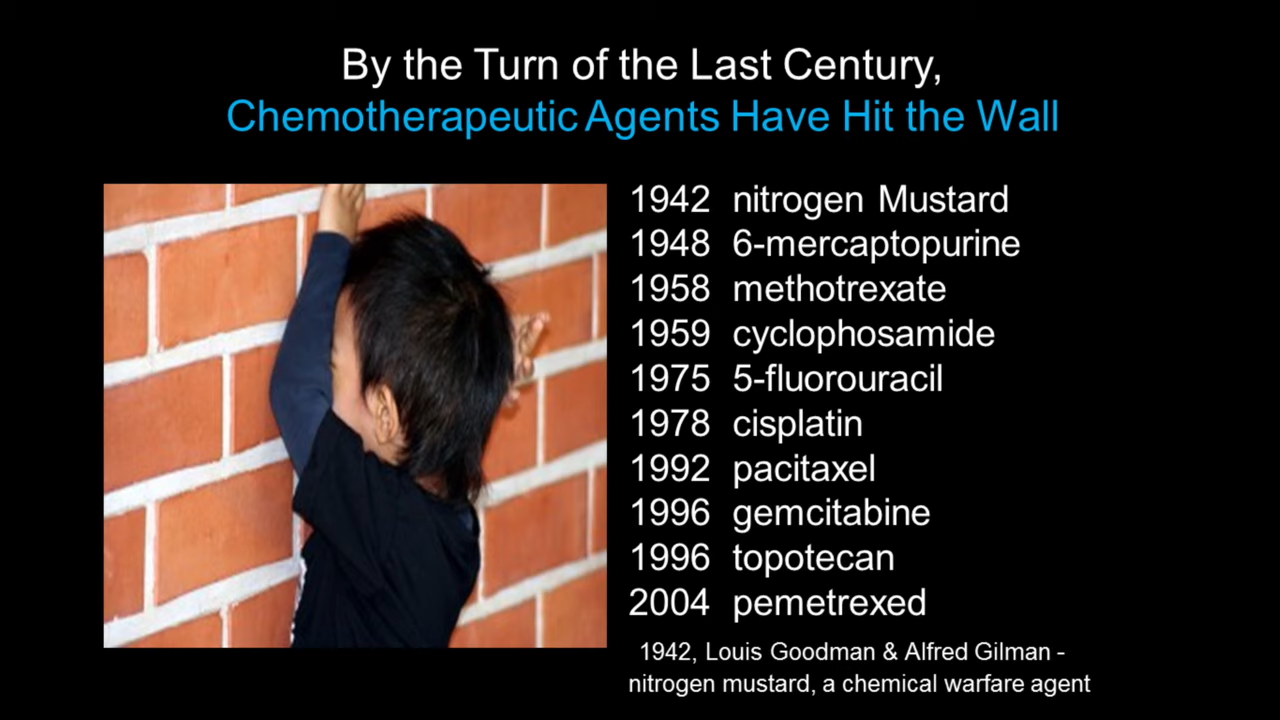 By the Turn of the Last Century,
Chemotherapeutic Agents Have Hit the Wall
1942 nitrogen Mustard
1948 6-mercaptopurine
1958 methotrexate
1959 cyclophosamide
1975 5-fluorouracil
1978 cisplatin
1992 pacitaxel
1996 gemcitabine
1996 topotecan
2004 pemetrexed
1942, Louis Goodman & Alfred Gilman -
nitrogen mustard, a chemical warfare agent